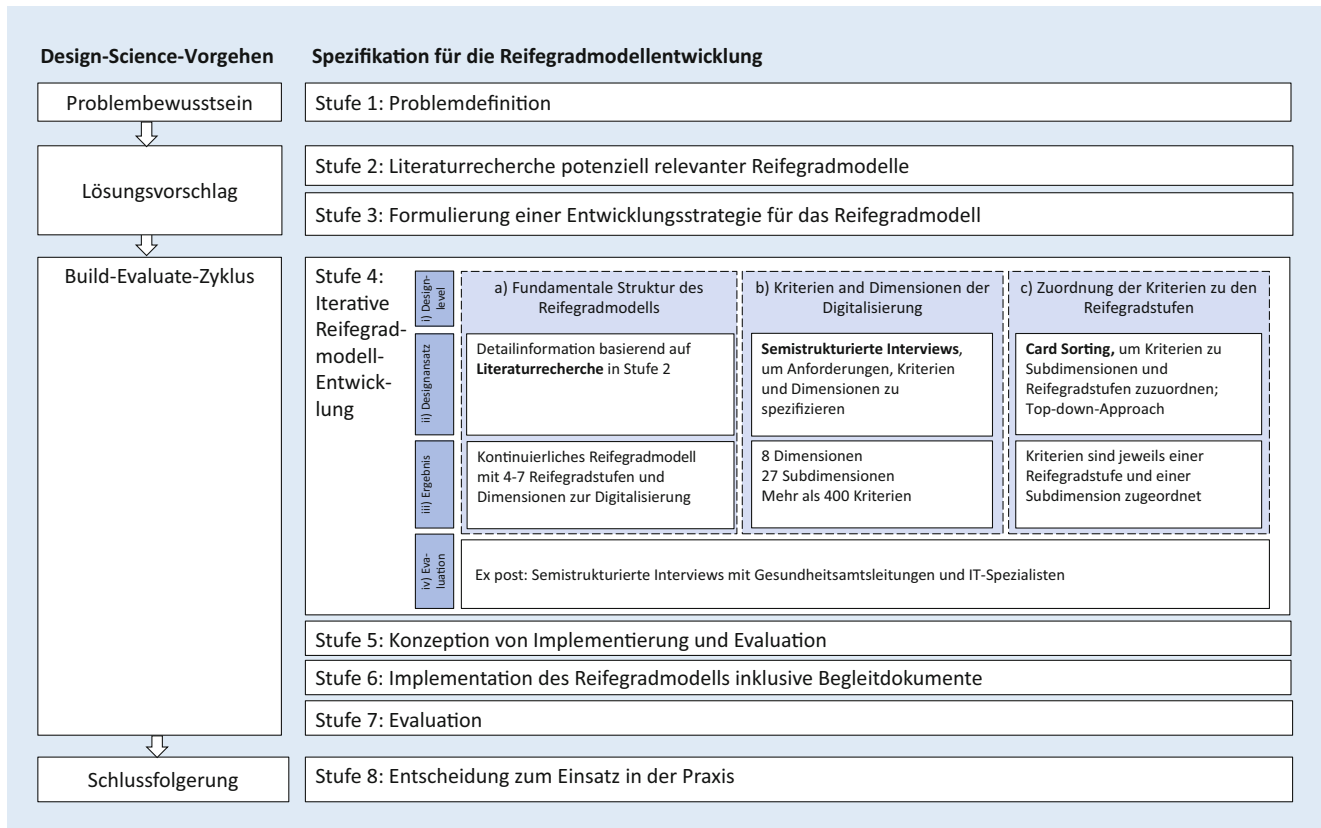 Design-Science-Vorgehen
Spezifikation für die Reifegradmodellentwicklung
Problembewusstsein
Stufe 1: Problemdefinition
Lösungsvorschlag
Stufe 2: Literaturrecherche potenziell relevanter Reifegradmodelle
Stufe 3: Formulierung einer Entwicklungsstrategie für das Reifegradmodell
Build-Evaluate-Zyklus
Stufe 4:
Iterative
Reifegrad-
modell-
Entwick-
lung
i) Design-
level
a) Fundamentale Struktur des
Reifegradmodells
b) Kriterien and Dimensionen der
Digitalisierung
c) Zuordnung der Kriterien zu den
Reifegradstufen
ii) Designansatz
Detailinformation basierend auf
Literaturrecherche in Stufe 2
Semistrukturierte Interviews,
um Anforderungen, Kriterien
und Dimensionen zu
spezifizieren
Card Sorting, um Kriterien zu
Subdimensionen und
Reifegradstufen zuzuordnen;
Top-down-Approach
iii) Ergebnis
Kontinuierliches Reifegradmodell
mit 4-7 Reifegradstufen und
Dimensionen zur Digitalisierung
8 Dimensionen
27 Subdimensionen
Mehr als 400 Kriterien
Kriterien sind jeweils einer
Reifegradstufe und einer
Subdimension zugeordnet
iv) Eva-
luation
Ex post: Semistrukturierte Interviews mit Gesundheitsamtsleitungen und IT-Spezialisten
Stufe 5: Konzeption von Implementierung und Evaluation
Stufe 6: Implementation des Reifegradmodells inklusive Begleitdokumente
Stufe 7: Evaluation
Schlussfolgerung
Stufe 8: Entscheidung zum Einsatz in der Praxis